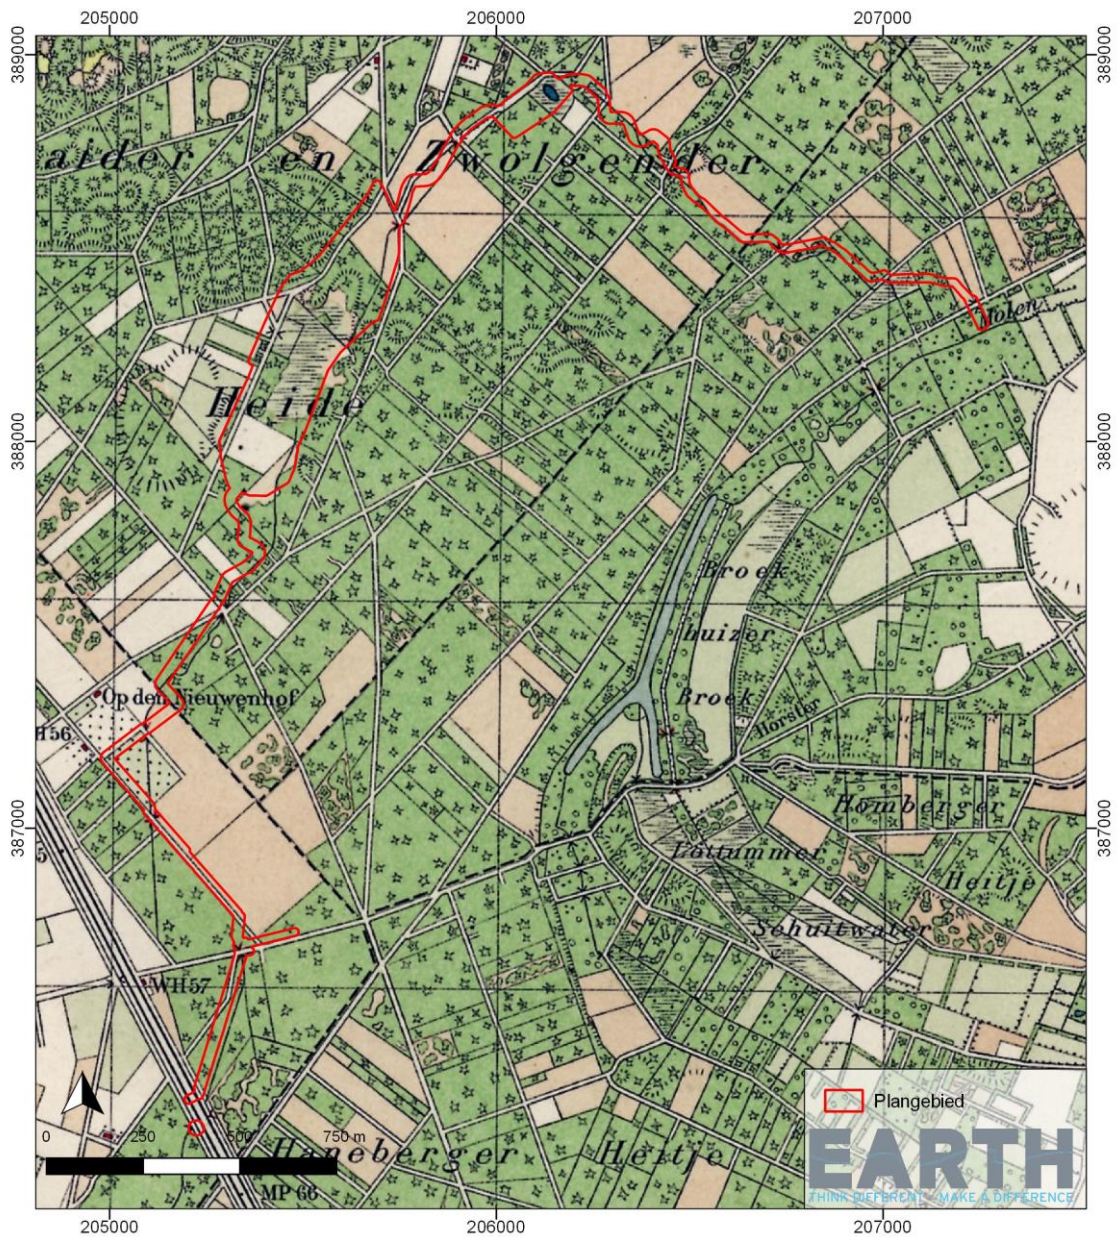 205000 206000 207000
389000 389000
aider en Zwolgender
Molen
Heide
388000 388000
Broek
huizer
Broek
Op den Nieuwenhof
H56
Horster
387000 387000
Homberger
5
Lottummer
Heitje
Schuitwater
WH57
Plangebied
0 250 500 750 m
Haneberger Heitje
EARTH
THINK DIFFERENT - MAKE A DIFFERENCE
MP 66
205000 206000 207000